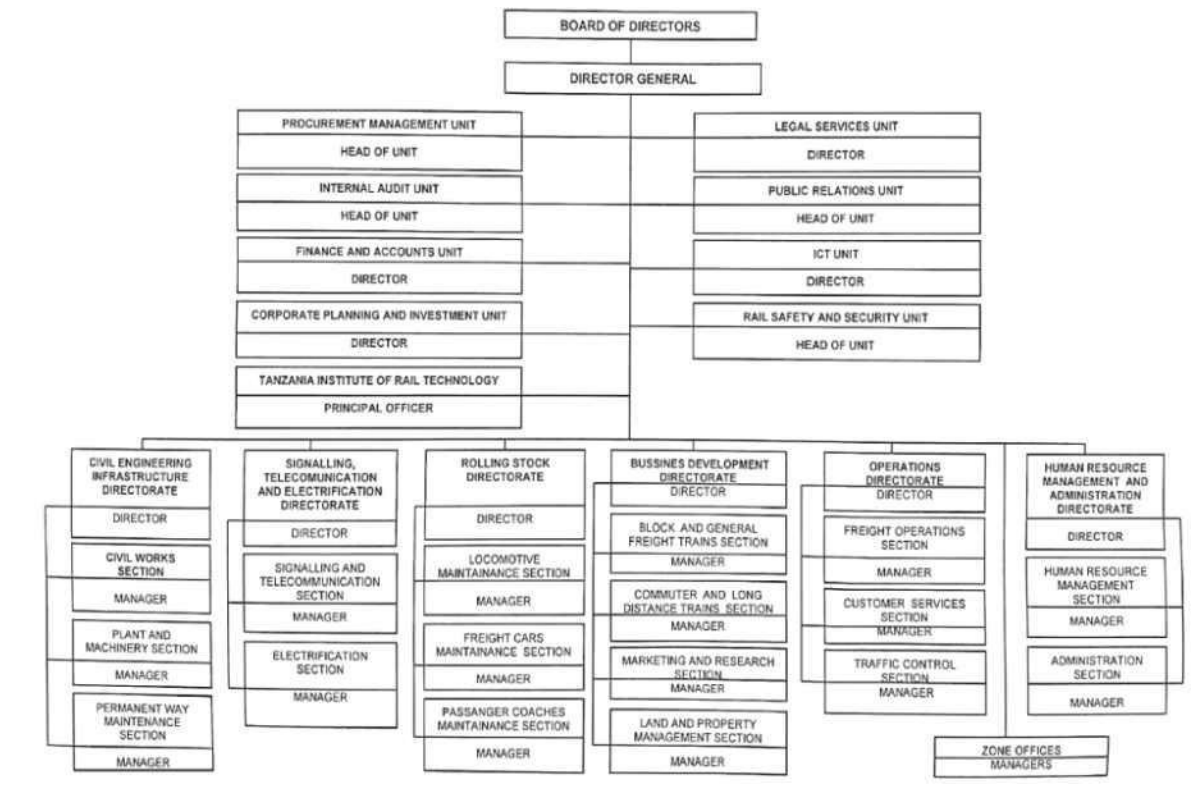 BOARD OF DIRECTORS
DIRECTOR GENERAL
PROCUREMENT MANAGEMENT UNIT
HEAD OF UNIT
LEGAL SERVICES UNIT
DIRECTOR
INTERNAL AUDIT UNIT
HEAD OF UNIT
PUBLIC RELATIONS UNIT
HEAD OF UNIT
FINANCE AND ACCOUNTS UNIT
DIRECTOR
ICT UNIT
DIRECTOR
CORPORATE PLANNING AND INVESTMENT UNIT
DIRECTOR
RAIL SAFETY AND SECURITY UNIT
HEAD OF UNIT
TANZANIA INSTITUTE OF RAIL TECHNOLOGY
PRINCIPAL OFFICER
CIVIL ENGINEERING
INFRASTRUCTURE
DIRECTORATE
DIRECTOR
CIVIL WORKS
SECTION
MANAGER
PLANT AND
MACHINERY SECTION
MANAGER
PERMANENT WAY
MAINTENANCE
SECTION
MANAGER
SIGNALLING,
TELECOMUNICATION
AND ELECTRIFICATION
DIRECTORATE
DIRECTOR
SIGNALLING AND
TELECOMMUNICATION
SECTION
MANAGER
ELECTRIFICATION
SECTION
MANAGER
ROLLING STOCK
DIRECTORATE
DIRECTOR
LOCOMOTIVE
MAINTAINANCE SECTION
MANAGER
FREIGHT CARS
MAINTAINANCE SECTION
MANAGER
PASSANGER COACHES
MAINTAINANCE SECTION
MANAGER
BUSSINES DEVELOPMENT
DIRECTORATE
DIRECTOR
BLOCK AND GENERAL
FREIGHT TRAINS SECTION
MANAGER
COMMUTER AND LONG
DISTANCE TRAINS SECTION
MANAGER
MARKETING AND RESEARCH
SECTION
MANAGER
LAND AND PROPERTY
MANAGEMENT SECTION
MANAGER
OPERATIONS
DIRECTORATE
DIRECTOR
FREIGHT OPERATIONS
SECTION
MANAGER
CUSTOMER SERVICES
SECTION
MANAGER
TRAFFIC CONTROL
SECTION
MANAGER
HUMAN RESOURCE
MANAGEMENT AND
ADMINISTRATION
DIRECTORATE
DIRECTOR
HUMAN RESOURCE
MANAGEMENT
SECTION
MANAGER
ADMINISTRATION
SECTION
MANAGER
ZONE OFFICES
MANAGERS